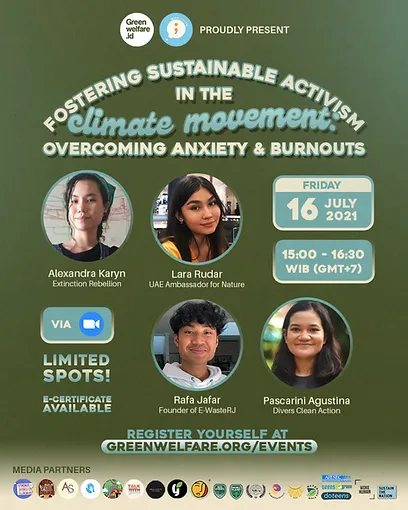 Green
welfare
.id
PROUDLY PRESENT
FOSTERING SUSTAINABLE ACTIVISM
IN THE
climate movement:
OVERCOMING ANXIETY & BURNOUTS
FRIDAY
16 JULY
2021
15:00 - 16:30
WIB (GMT+7)
Alexandra Karyn
Extinction Rebellion
Lara Rudar
UAE Ambassador for Nature
VIA
LIMITED
SPOTS!
E-CERTIFICATE
AVAILABLE
Rafa Jafar
Founder of E-WasteRJ
Pascarini Agustina
Divers Clean Action
REGISTER YOURSELF AT
GREENWELFARE.ORG/EVENTS
MEDIA PARTNERS
doteens
SUSTAIN
THE NATION